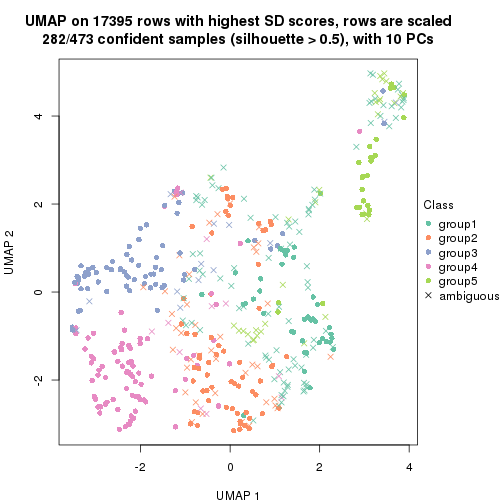 UMAP on 17395 rows with highest SD scores, rows are scaled
282/473 confident samples (silhouette > 0.5), with 10 PCs
4
2
0
-2
UMAP 2
-2
0
2
4
UMAP 1
Class
group1
group2
group3
group4
group5
ambiguous